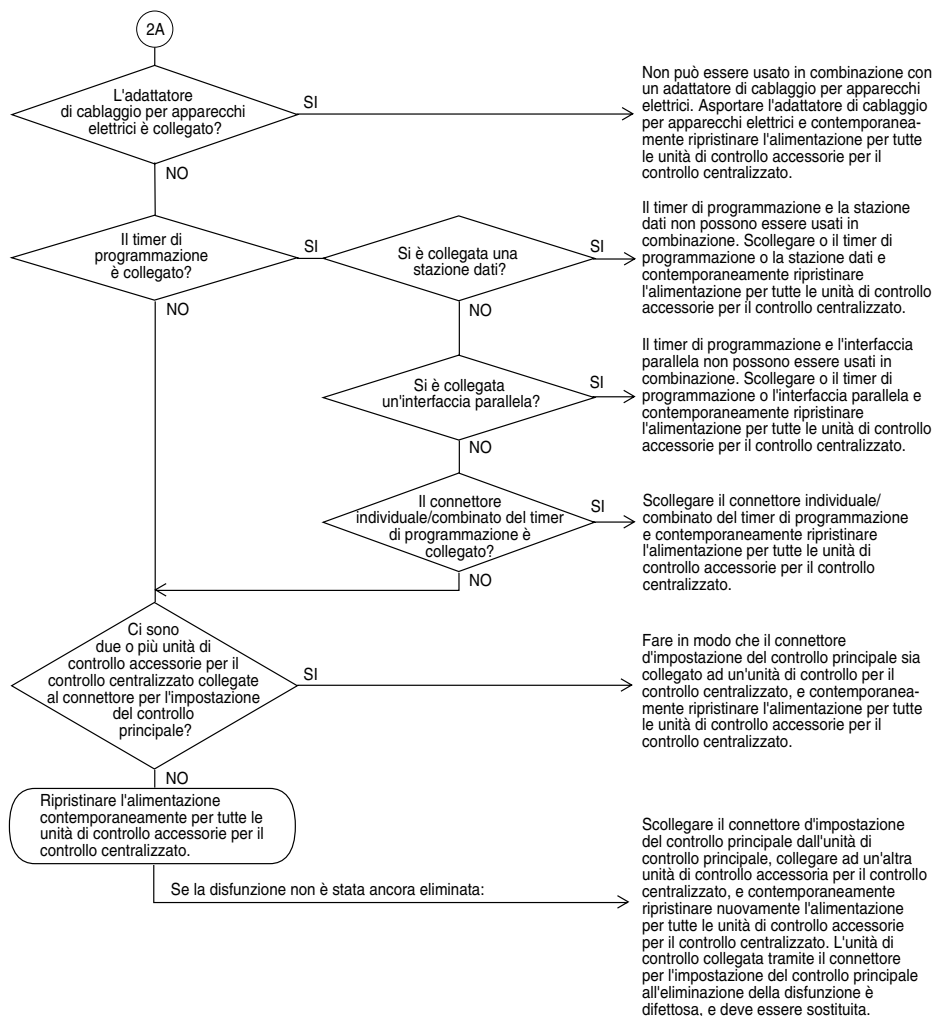 2A
L'adattatore
di cablaggio per apparecchi
elettrici è collegato?
SI
Non può essere usato in combinazione con
un adattatore di cablaggio per apparecchi
elettrici. Asportare l'adattatore di cablaggio
per apparecchi elettrici e contemporanea-
mente ripristinare l'alimentazione per tutte
le unità di controllo accessorie per il
controllo centralizzato.
NO
Il timer di
programmazione
è collegato?
SI
Si è collegata una
stazione dati?
SI
Il timer di programmazione e la stazione
dati non possono essere usati in
combinazione. Scollegare o il timer di
programmazione o la stazione dati e
contemporaneamente ripristinare
l'alimentazione per tutte le unità di controllo
accessorie per il controllo centralizzato.
NO
NO
Si è collegata
un'interfaccia parallela?
SI
Il timer di programmazione e l'interfaccia
parallela non possono essere usati in
combinazione. Scollegare o il timer di
programmazione o l'interfaccia parallela e
contemporaneamente ripristinare
l'alimentazione per tutte le unità di controllo
accessorie per il controllo centralizzato.
NO
Il connettore
individuale/combinato del timer
di programmazione è
collegato?
SI
Scollegare il connettore individuale/
combinato del timer di programmazione
e contemporaneamente ripristinare
l'alimentazione per tutte le unità di
controllo accessorie per il controllo
centralizzato.
NO
Ci sono
due o più unità di
controllo accessorie per il
controllo centralizzato collegate
al connettore per l'impostazione
del controllo
principale?
SI
Fare in modo che il connettore
d'impostazione del controllo principale sia
collegato ad un'unità di controllo per il
controllo centralizzato, e contemporanea-
mente ripristinare l'alimentazione per tutte
le unità di controllo accessorie per il
controllo centralizzato.
NO
Ripristinare l'alimentazione
contemporaneamente per tutte le
unità di controllo accessorie per il
controllo centralizzato.
Se la disfunzione non è stata ancora eliminata:
Scollegare il connettore d'impostazione
del controllo principale dall'unità di
controllo principale, collegare ad un'altra
unità di controllo accessoria per il controllo
centralizzato, e contemporaneamente
ripristinare nuovamente l'alimentazione
per tutte le unità di controllo accessorie
per il controllo centralizzato. L'unità di
controllo collegata tramite il connettore
per l'impostazione del controllo principale
all'eliminazione della disfunzione è
difettosa, e deve essere sostituita.